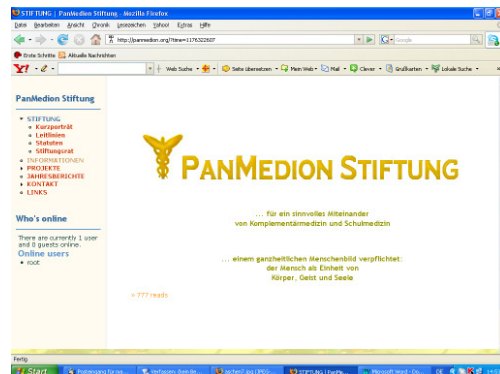 STIFTUNG | PanMedion Stiftung - Mozilla Firefox
Datei Bearbeiten Ansicht Chronik Lesezeichen Yahoo! Extras Hilfe
http://panmedion.org/?time=1176322607
Google
Erste Schritte Aktuelle Nachrichten
Y! Web Suche Seite übersetzen Mein Web Mail Clever Grußkarten Lokale Suche
PanMedion Stiftung
STIFTUNG
Kurzporträt
Leitlinien
Statuten
Stiftungsrat
INFORMATIONEN
PROJEKTE
JAHRESBERICHTE
KONTAKT
LINKS
Who's online
There are currently 1 user
and 0 guests online.
Online users
root
PANMEDION STIFTUNG
... für ein sinnvolles Miteinander
von Komplementärmedizin und Schulmedizin
... einem ganzheitlichen Menschenbild verpflichtet:
der Mensch als Einheit von
Körper, Geist und Seele
» 777 reads
Fertig
Start
STIFTUNG | PanMe...
Microsoft Word - Do...
DE